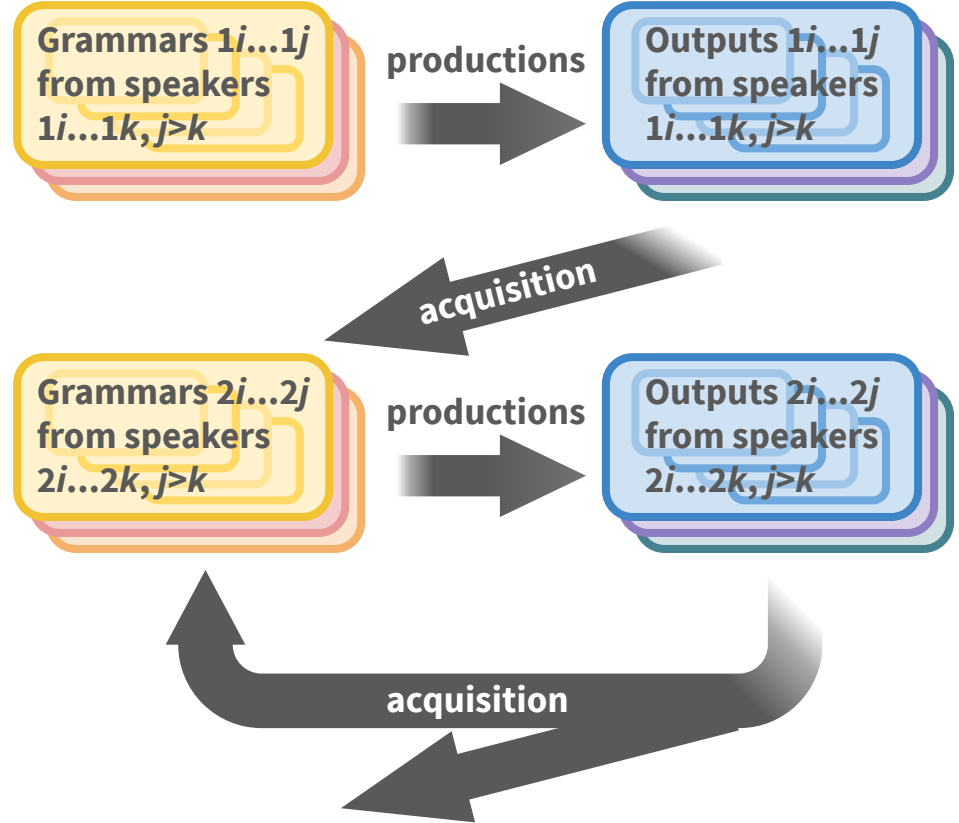 Grammars 1i...1j
from speakers
1i...1k, j>k
productions
Outputs 1i...1j
from speakers
1i...1k, j>k
acquisition
Grammars 2i...2j
from speakers
2i...2k, j>k
productions
Outputs 2i...2j
from speakers
2i...2k, j>k
acquisition